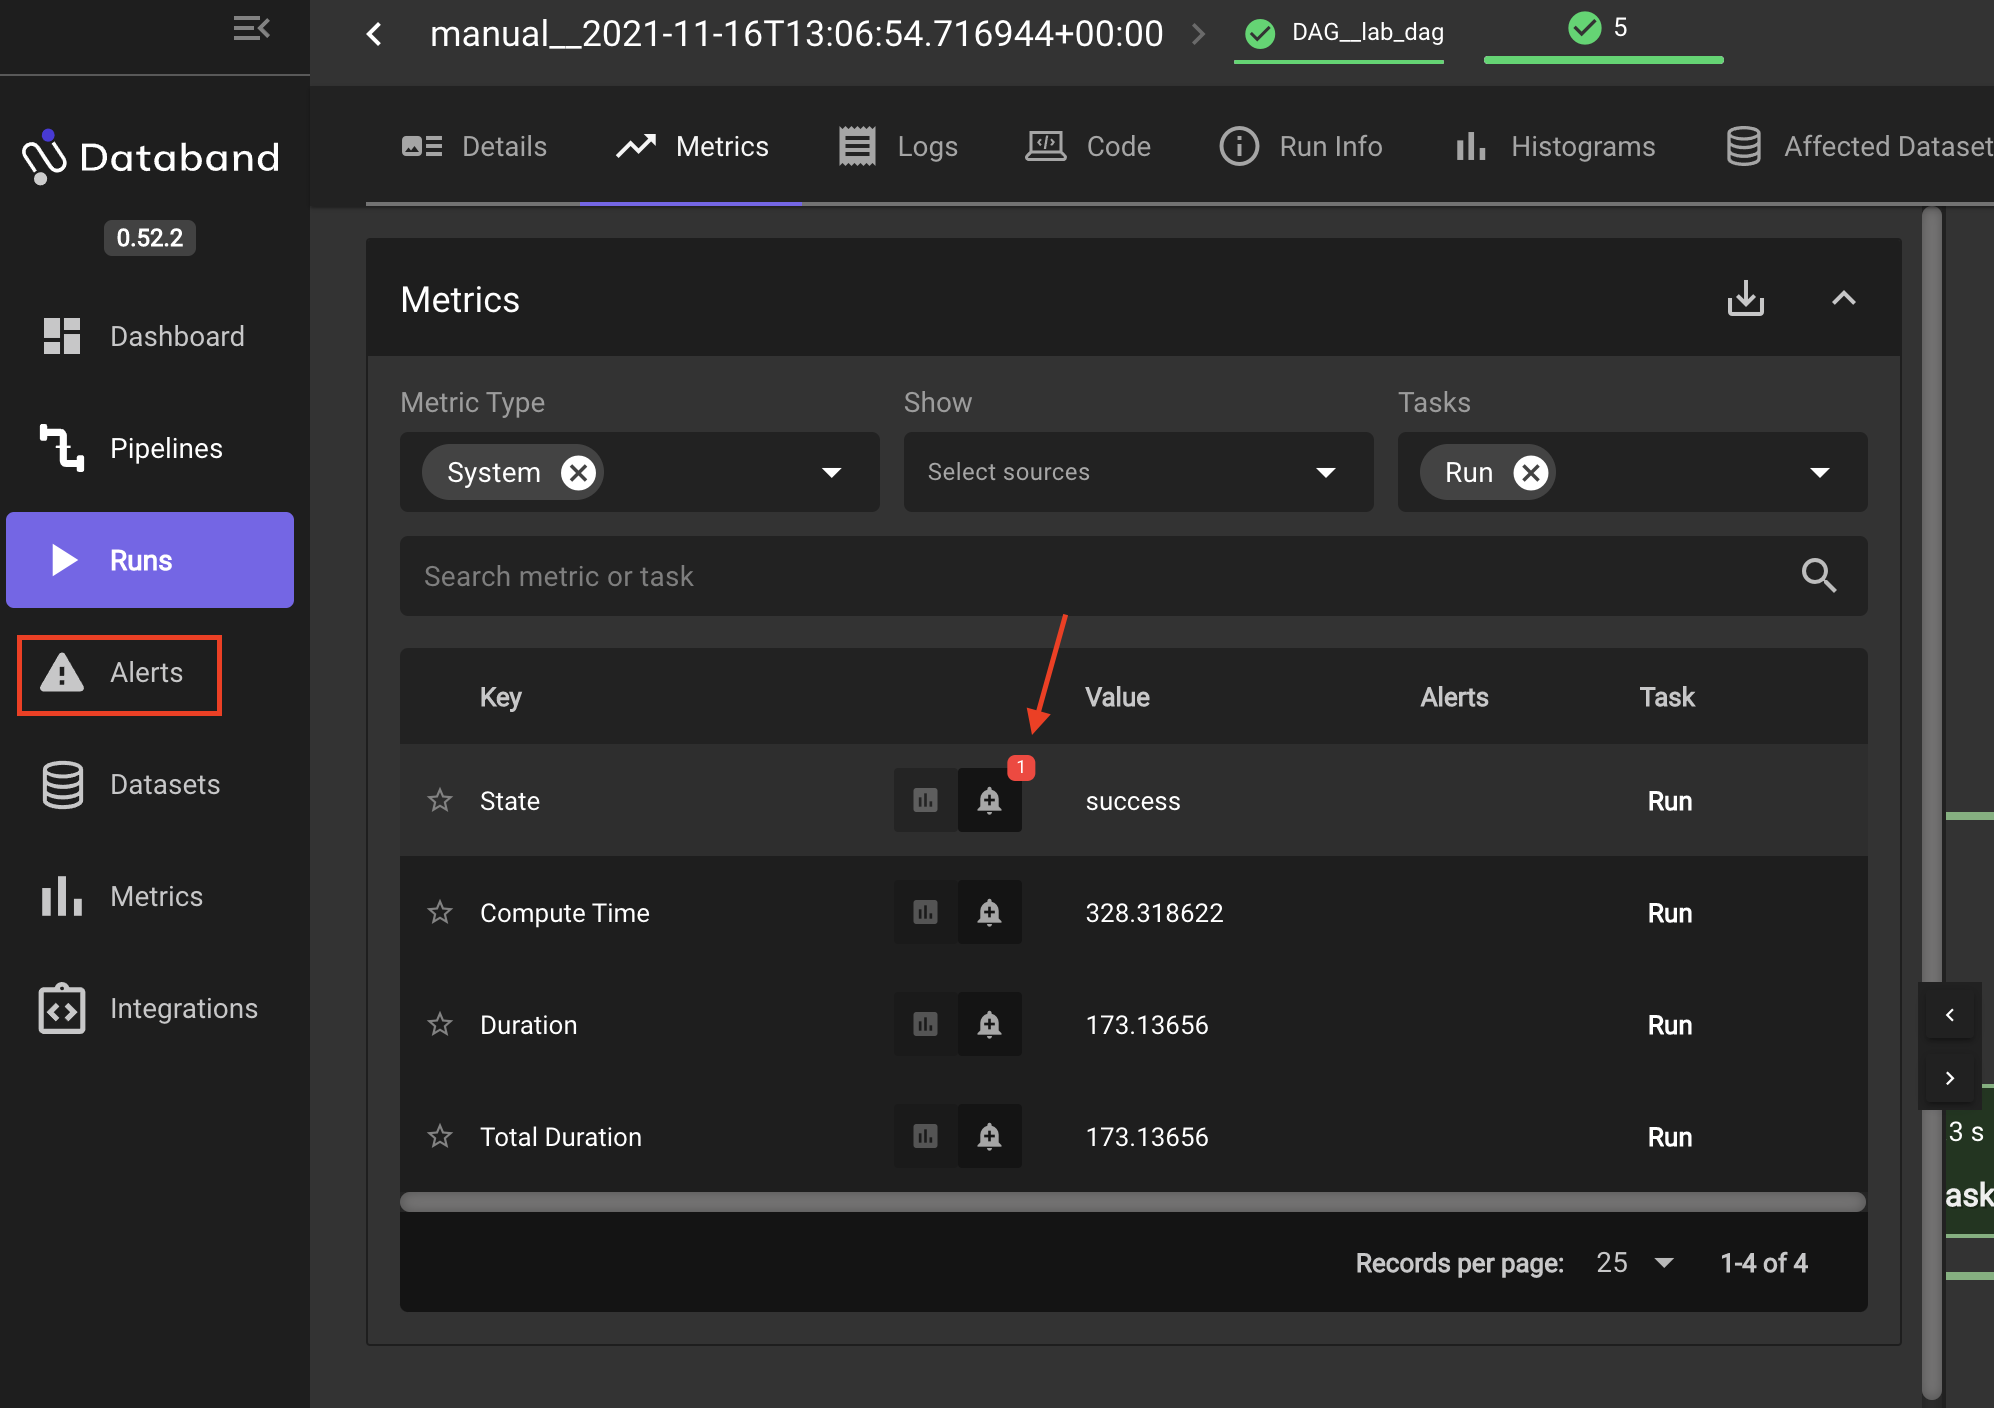 manual__2021-11-16T13:06:54.716944+00:00 DAG__lab_dag 5
Databand
0.52.2
Dashboard
Pipelines
Runs
Alerts
Datasets
Metrics
Integrations
Details Metrics Logs Code Run Info Histograms Affected Dataset
Metrics
Metric Type Show Tasks
System Select sources Run
Search metric or task
Key Value Alerts Task
1
State success Run
Compute Time 328.318622 Run
Duration 173.13656 Run
Total Duration 173.13656 Run
Records per page: 25 1-4 of 4
3 s
ask